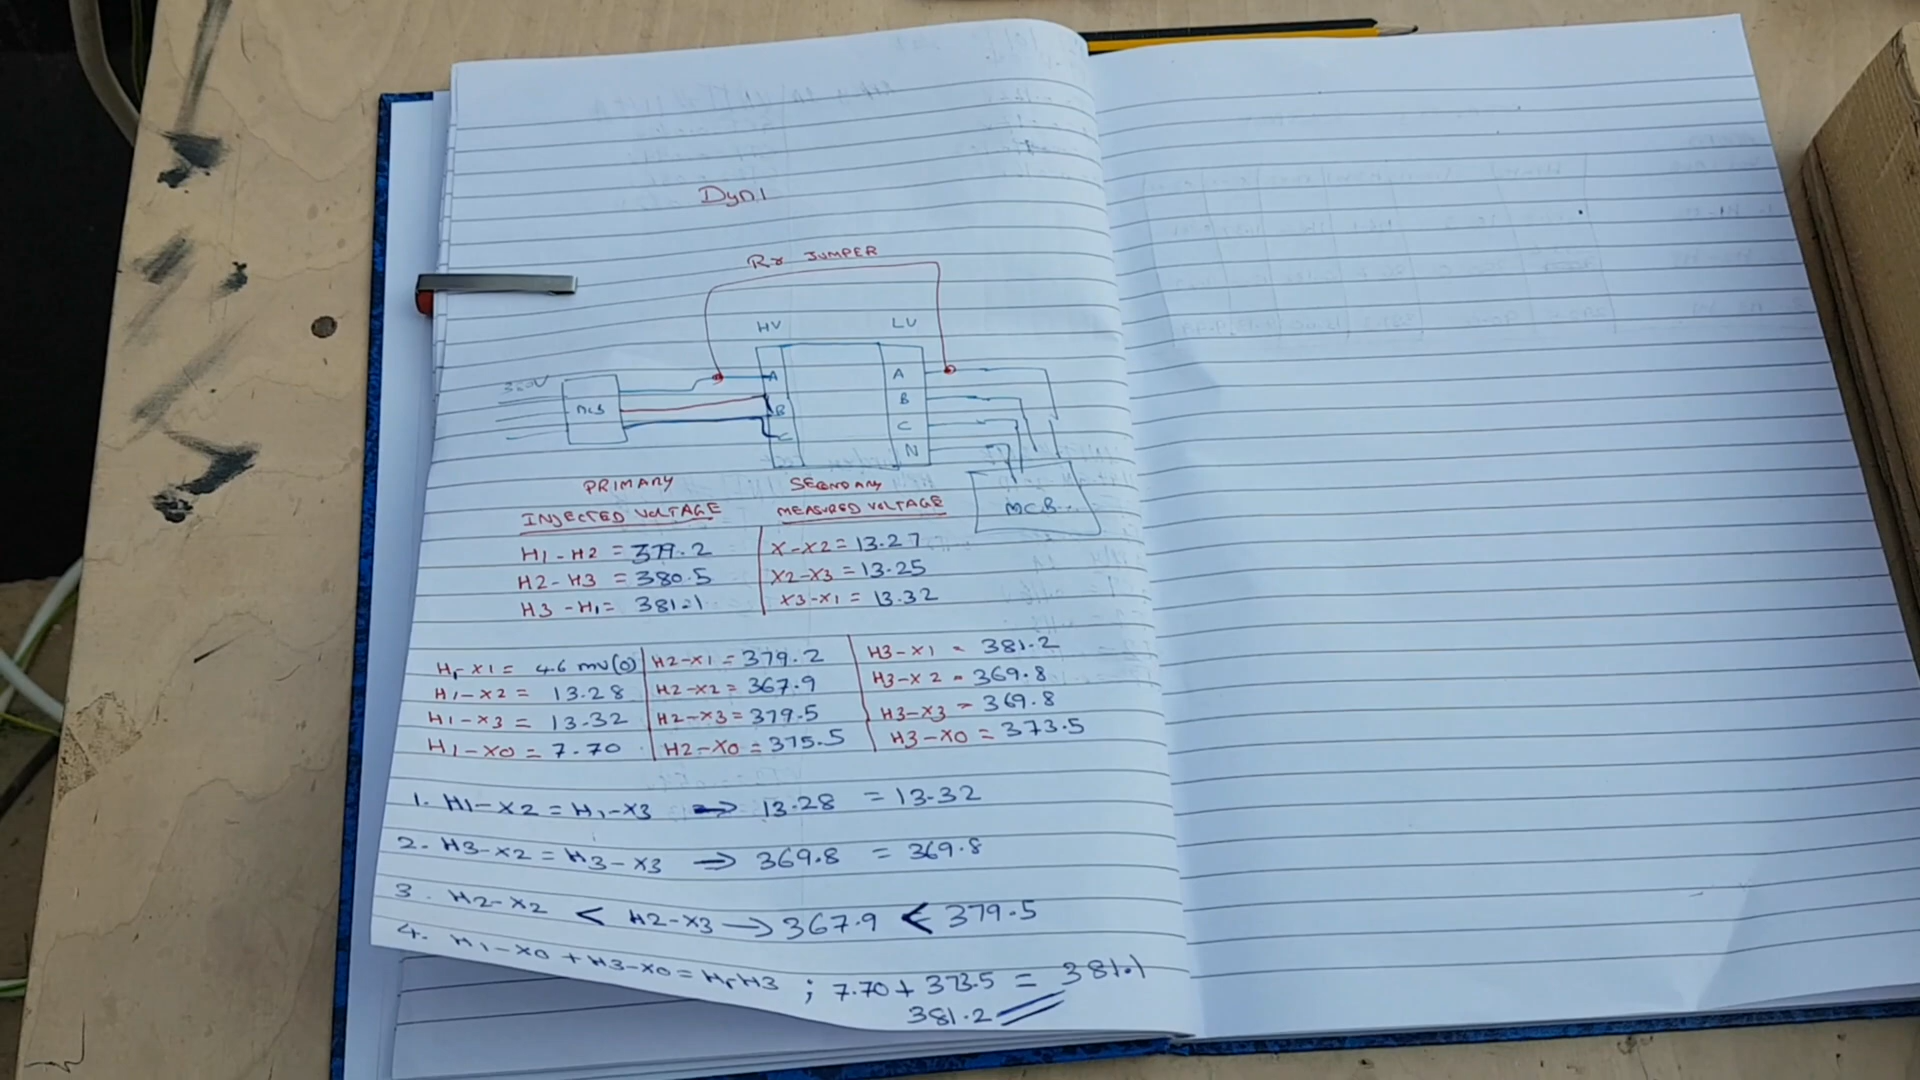 Dyn1
Rr JUMPER
HV LV
A A
B B
C C
N
MCB
MCB
PRIMARY SECONDARY
INJECTED VOLTAGE MEASURED VOLTAGE
H1-H2 = 379.2 X-X2 = 13.27
H2-H3 = 380.5 X2-X3 = 13.25
H3-H1 = 381.1 X3-X1 = 13.32
H1-X1 = 4.6 mv(0) H2-X1 = 379.2 H3-X1 = 381.2
H1-X2 = 13.28 H2-X2 = 367.9 H3-X2 = 369.8
H1-X3 = 13.32 H2-X3 = 379.5 H3-X3 = 369.8
H1-X0 = 7.70 H2-X0 = 375.5 H3-X0 = 373.5
1. H1-X2 = H1-X3 → 13.28 = 13.32
2. H3-X2 = H3-X3 → 369.8 = 369.8
3. H2-X2 < H2-X3 → 367.9 < 379.5
4. H1-X0 + H3-X0 = H1-H3 ; 7.70 + 373.5 = 381.1
381.2